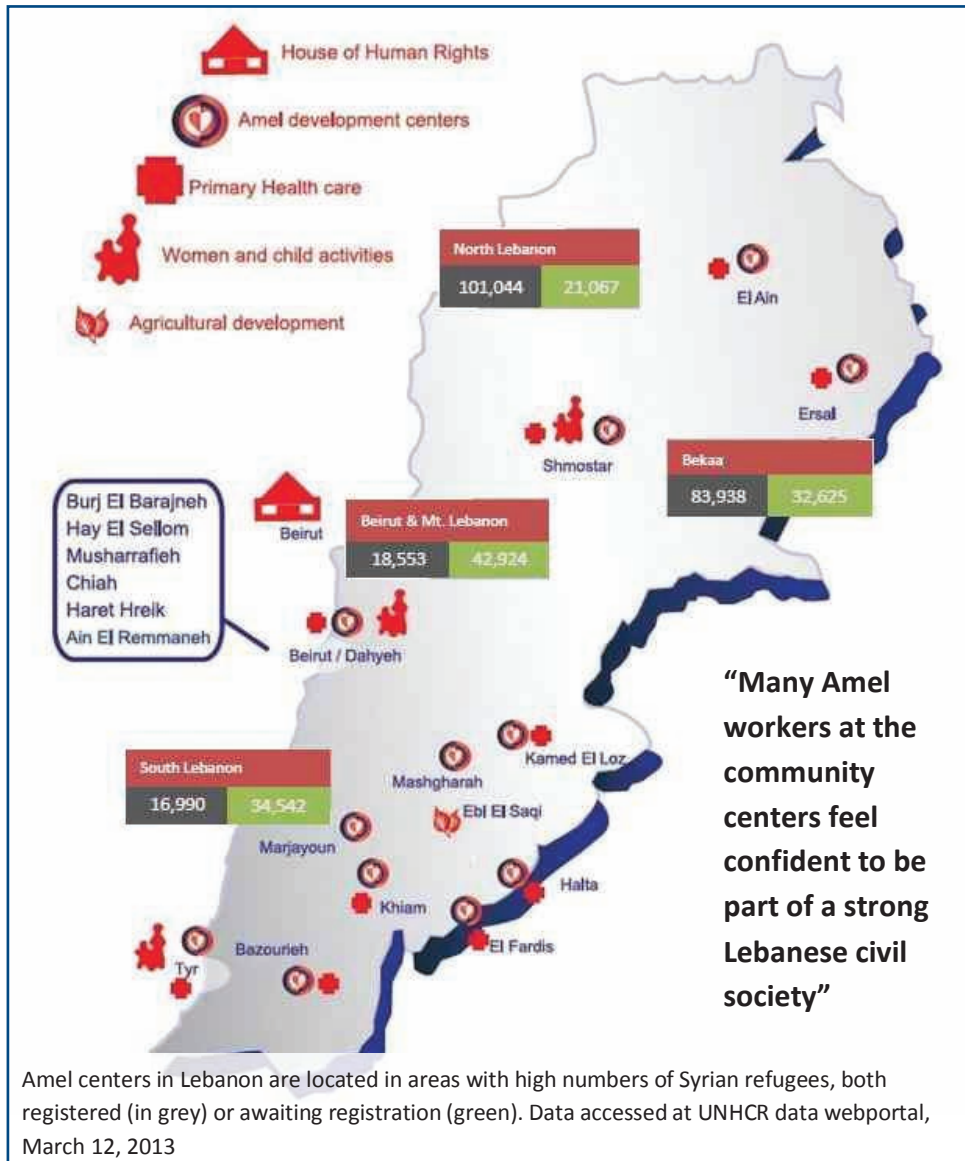 House of Human Rights
Amel development centers
Primary Health care
Women and child activities
Agricultural development
North Lebanon
101,044 21,067
El Ain
Ersal
Shmostar
Bekaa
83,938 32,625
Burj El Barajneh
Hay El Sellom
Musharrafieh
Chiah
Haret Hreik
Ain El Remmaneh
Beirut
Beirut & Mt. Lebanon
18,553 42,924
Beirut / Dahyeh
“Many Amel
workers at the
community
centers feel
confident to be
part of a strong
Lebanese civil
society”
Kamed El Loz
Mashgharah
South Lebanon
16,990 34,542
Ebl El Saqi
Marjayoun
Halta
Khiam
El Fardis
Bazourieh
Tyr
Amel centers in Lebanon are located in areas with high numbers of Syrian refugees, both
registered (in grey) or awaiting registration (green). Data accessed at UNHCR data webportal,
March 12, 2013